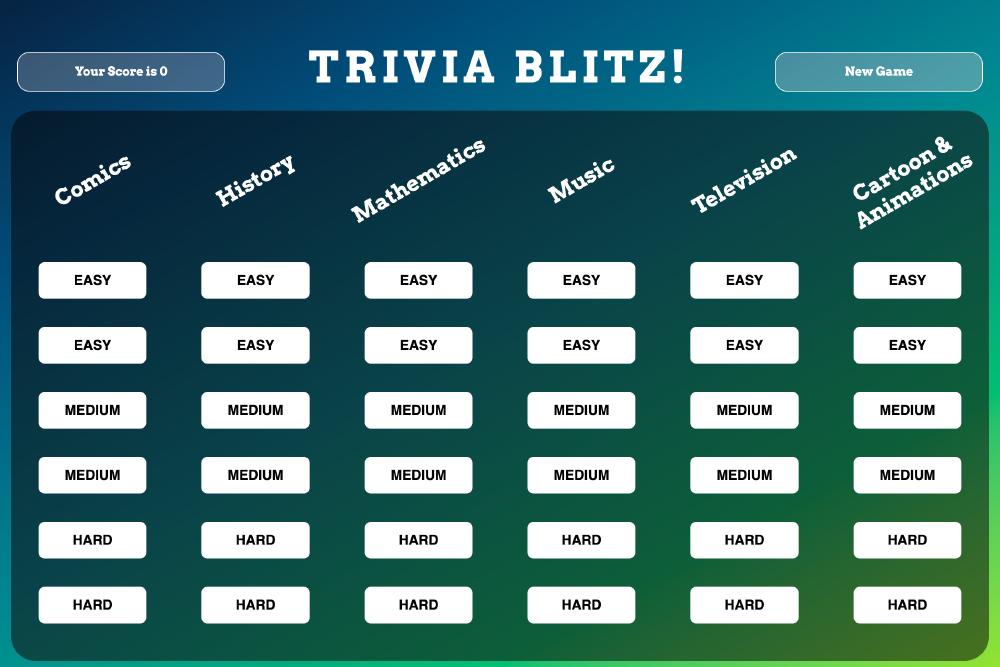 TRIVIA BLITZ!
Your Score is 0
New Game
Comics
History
Mathematics
Music
Television
Cartoon &
Animations
EASY EASY EASY EASY EASY EASY
EASY EASY EASY EASY EASY EASY
MEDIUM MEDIUM MEDIUM MEDIUM MEDIUM MEDIUM
MEDIUM MEDIUM MEDIUM MEDIUM MEDIUM MEDIUM
HARD HARD HARD HARD HARD HARD
HARD HARD HARD HARD HARD HARD